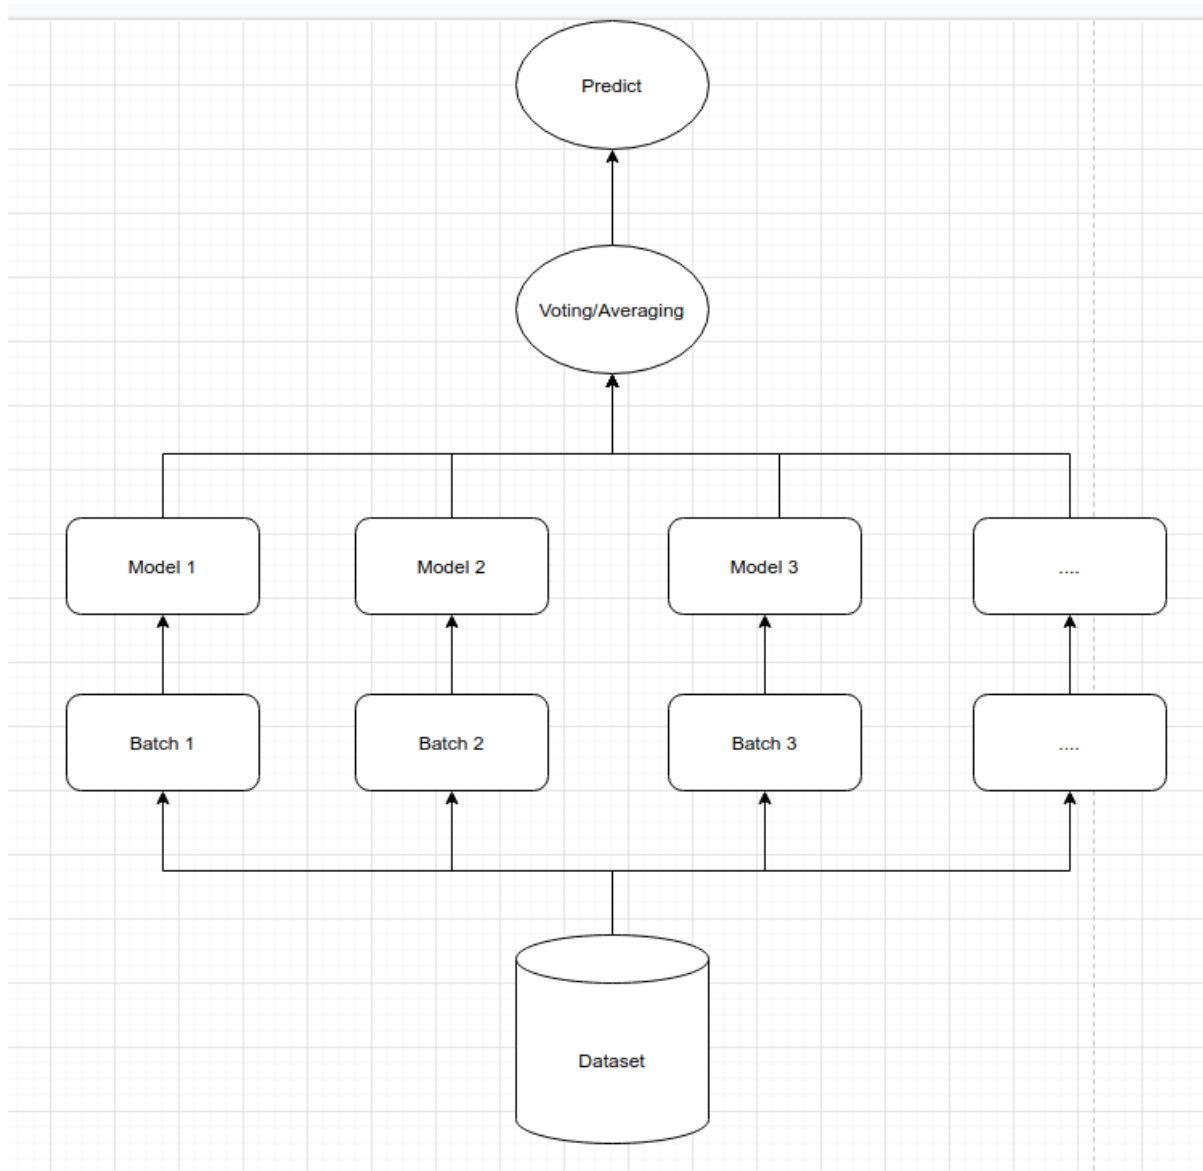 Predict
Voting/Averaging
Model 1
Model 2
Model 3
....
Batch 1
Batch 2
Batch 3
....
Dataset